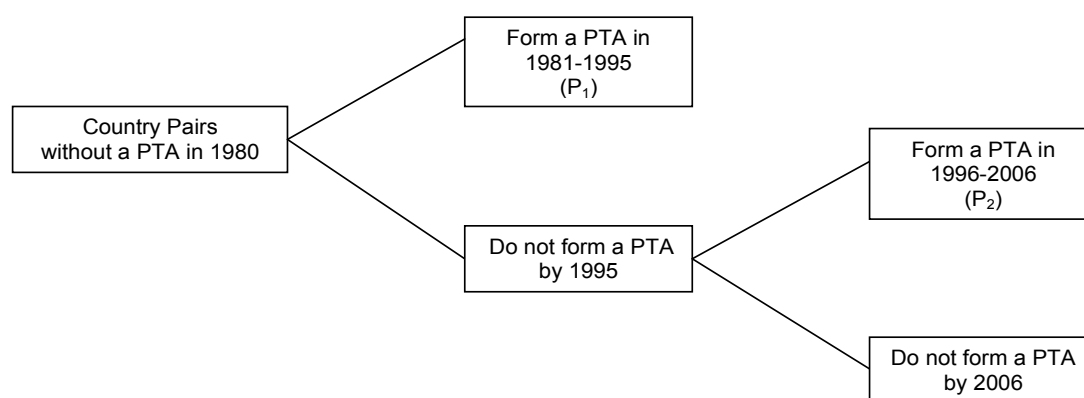 Form a PTA in
1981-1995
(P₁)
Country Pairs
without a PTA in 1980
Form a PTA in
1996-2006
(P₂)
Do not form a PTA
by 1995
Do not form a PTA
by 2006